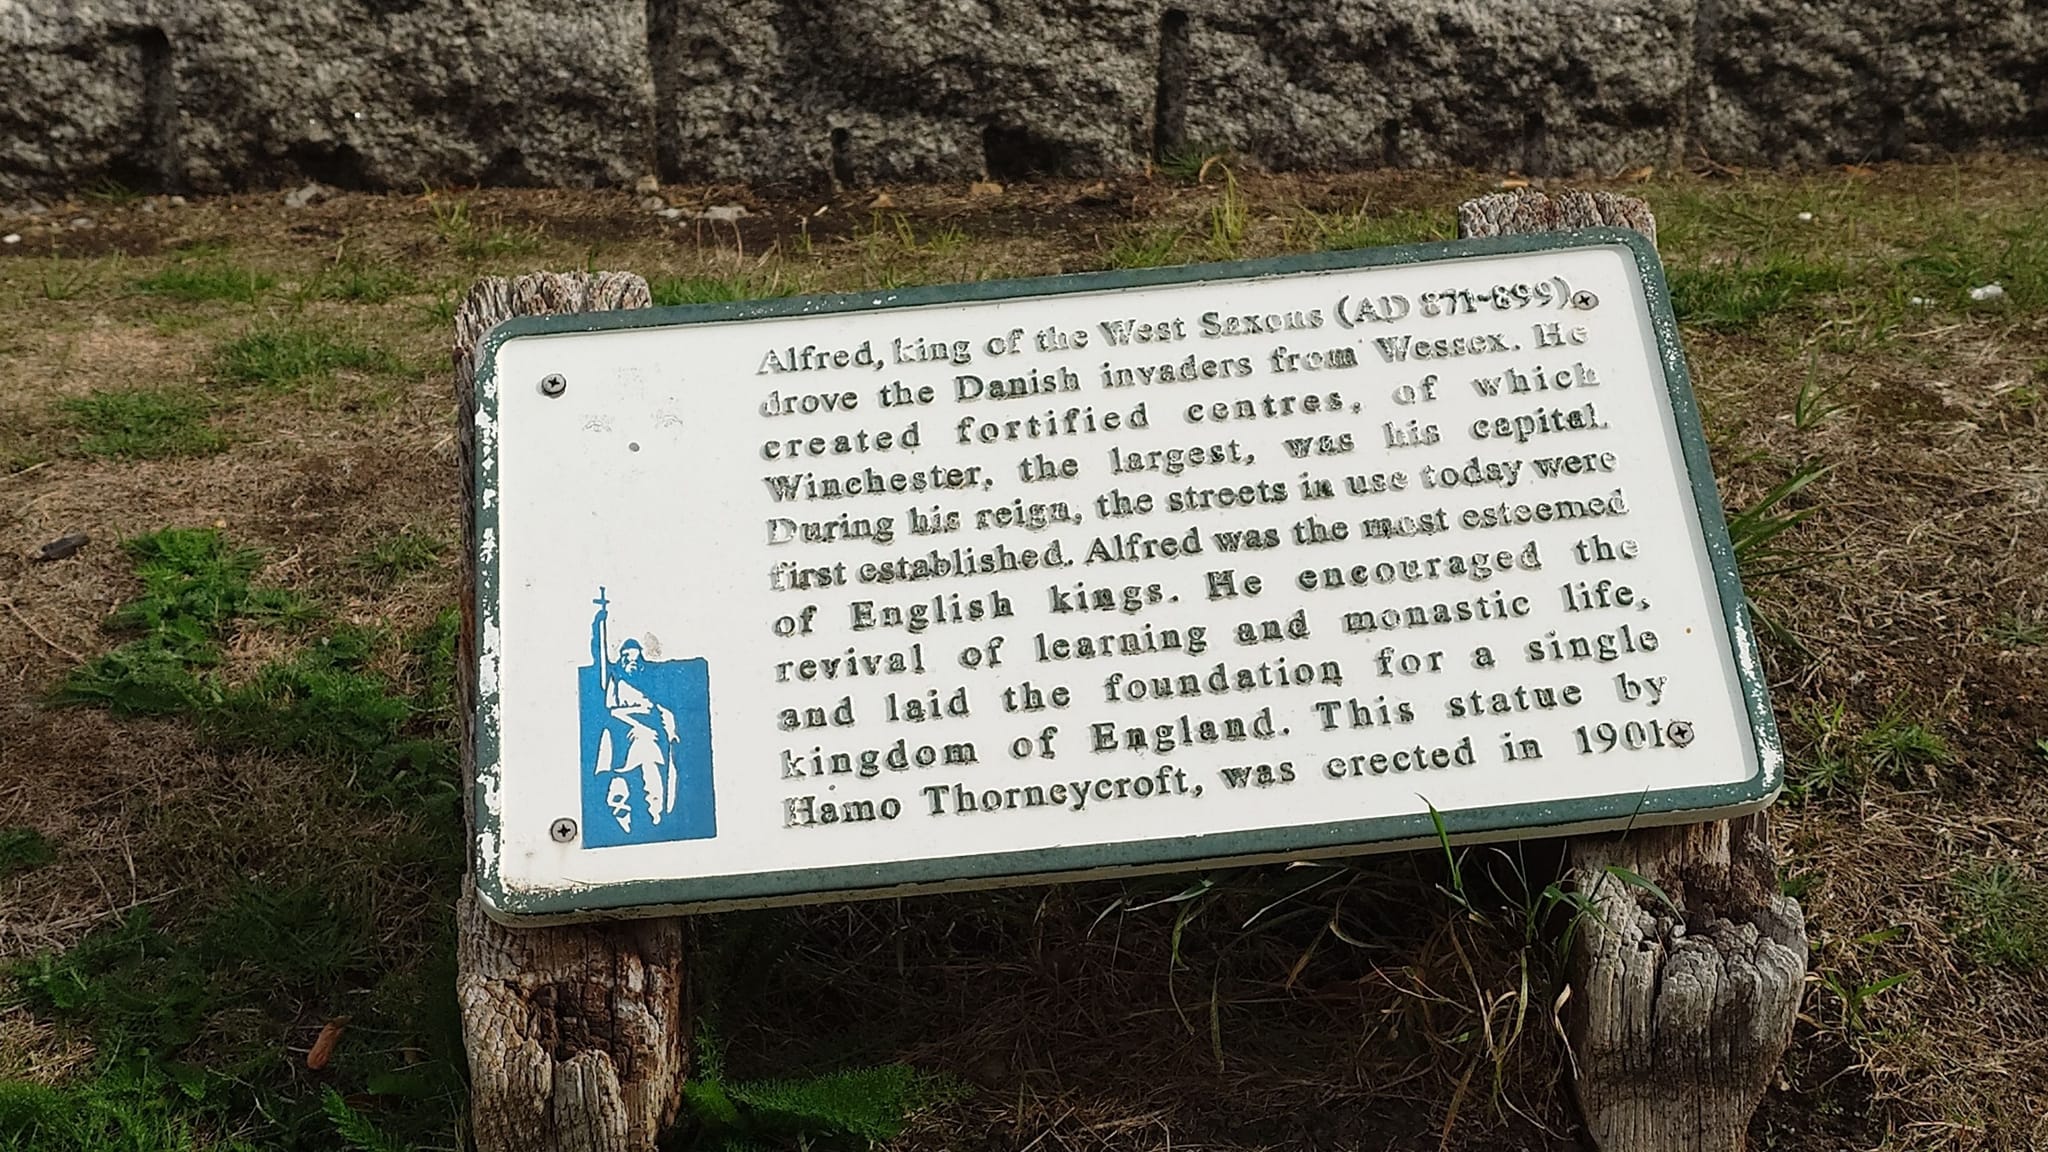 Alfred, king of the West Saxons (AD 871-899),
drove the Danish invaders from Wessex. He
created fortified centres, of which
Winchester, the largest, was his capital.
During his reign, the streets in use today were
first established. Alfred was the most esteemed
of English kings. He encouraged the
revival of learning and monastic life,
and laid the foundation for a single
kingdom of England. This statue by
Hamo Thorneycroft, was erected in 1901.